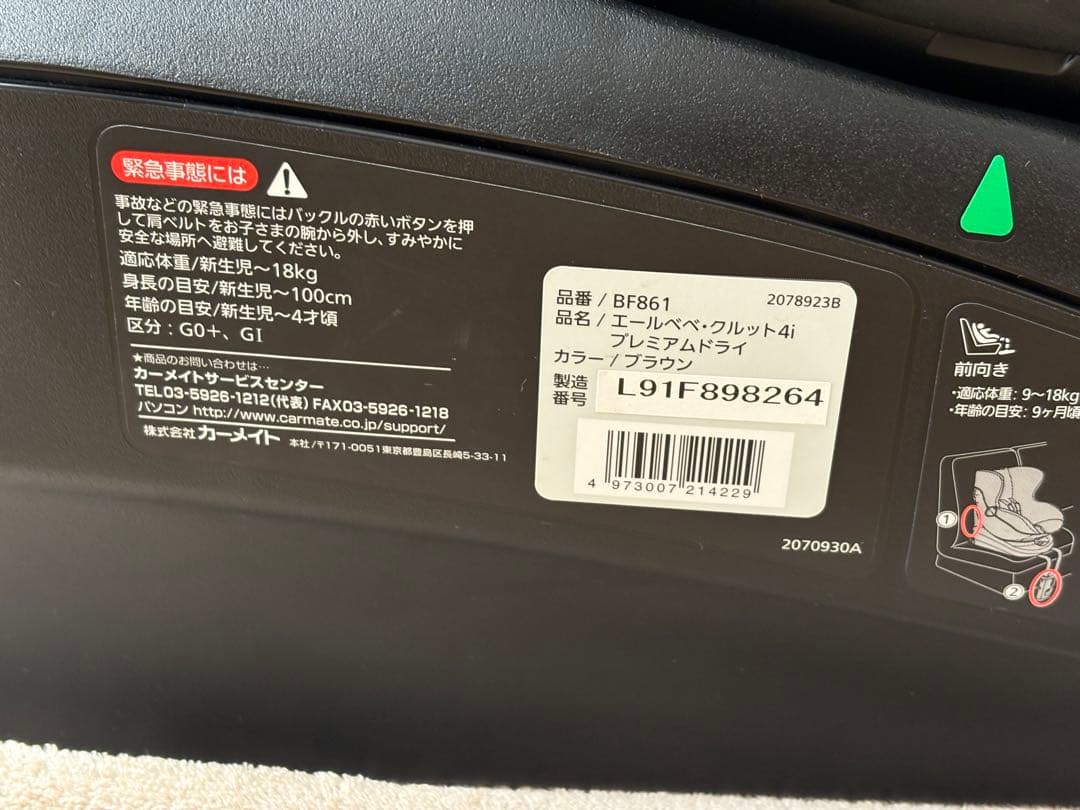 緊急事態には
事故などの緊急事態にはバックルの赤いボタンを押
して肩ベルトをお子さまの腕から外し、すみやかに
安全な場所へ避難してください。
適応体重/新生児～18kg
身長の目安/新生児～100cm
年齢の目安/新生児～4才頃
区分：G0＋、GⅠ
★商品のお問い合わせは…
カーメイトサービスセンター
TEL03-5926-1212(代表) FAX03-5926-1218
パソコン http://www.carmate.co.jp/support/
株式会社カーメイト 本社/〒171-0051東京都豊島区長崎5-33-11
品番 / BF861 2078923B
品名 / エールベベ・クルット4i
プレミアムドライ
カラー / ブラウン
製造
番号 L91F898264
4 973007 214229
2070930A
前向き
・適応体重：9～18kg
・年齢の目安：9ヶ月頃
1
2